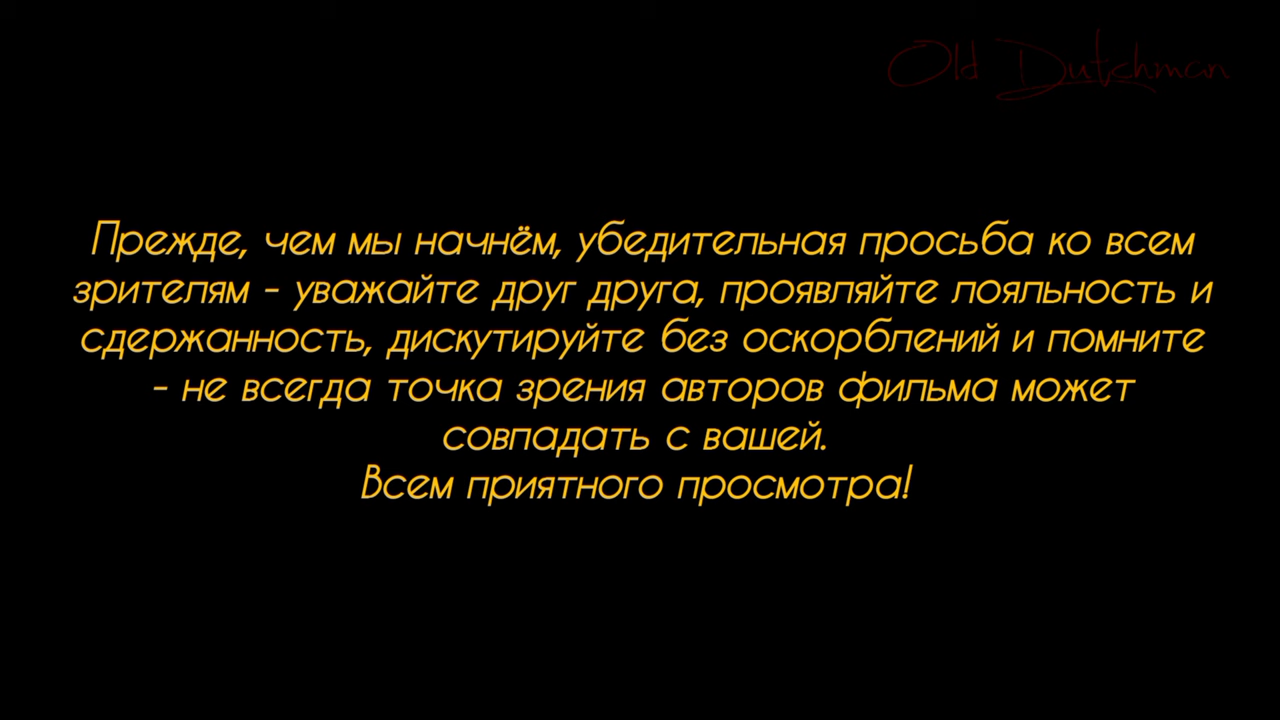 Old Dutchman
Прежде, чем мы начнём, убедительная просьба ко всем
зрителям - уважайте друг друга, проявляйте лояльность и
сдержанность, дискутируйте без оскорблений и помните
- не всегда точка зрения авторов фильма может
совпадать с вашей.
Всем приятного просмотра!